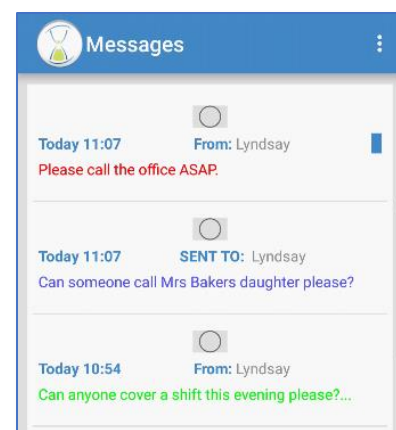 Messages
Today 11:07 From: Lyndsay
Please call the office ASAP.
Today 11:07 SENT TO: Lyndsay
Can someone call Mrs Bakers daughter please?
Today 10:54 From: Lyndsay
Can anyone cover a shift this evening please?...